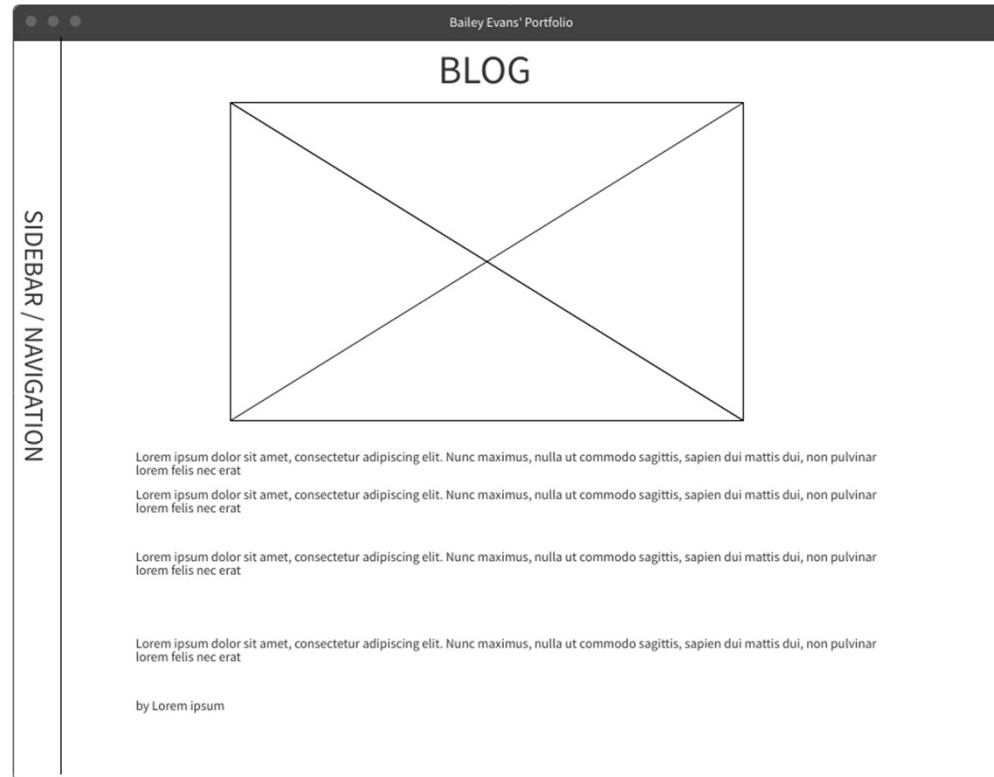 Bailey Evans' Portfolio
BLOG
SIDEBAR / NAVIGATION
Lorem ipsum dolor sit amet, consectetur adipiscing elit. Nunc maximus, nulla ut commodo sagittis, sapien dui mattis dui, non pulvinar
lorem felis nec erat
Lorem ipsum dolor sit amet, consectetur adipiscing elit. Nunc maximus, nulla ut commodo sagittis, sapien dui mattis dui, non pulvinar
lorem felis nec erat
Lorem ipsum dolor sit amet, consectetur adipiscing elit. Nunc maximus, nulla ut commodo sagittis, sapien dui mattis dui, non pulvinar
lorem felis nec erat
Lorem ipsum dolor sit amet, consectetur adipiscing elit. Nunc maximus, nulla ut commodo sagittis, sapien dui mattis dui, non pulvinar
lorem felis nec erat
by Lorem ipsum